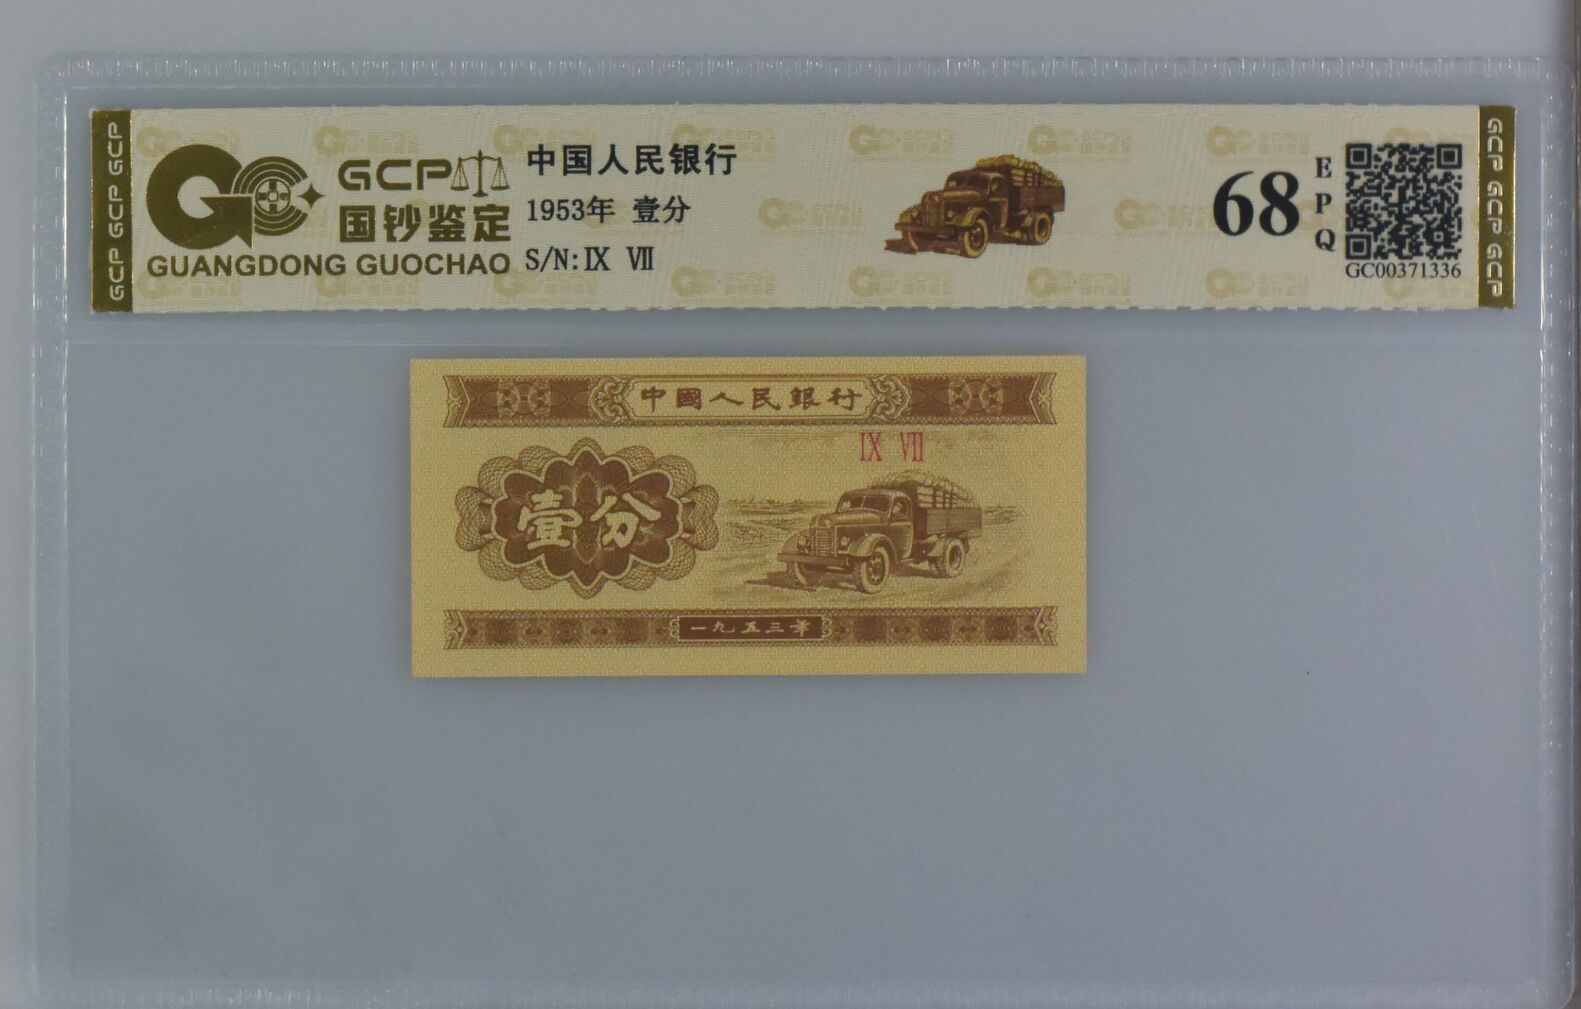 GCP GCP GCP
GCP
国钞鉴定
GUANGDONG GUOCHAO
中国人民银行
1953年 壹分
S/N:Ⅸ Ⅶ
68
EPQ
GC00371336
GCP GCP GCP
中國人民銀行
IX VII
壹分
一九五三年